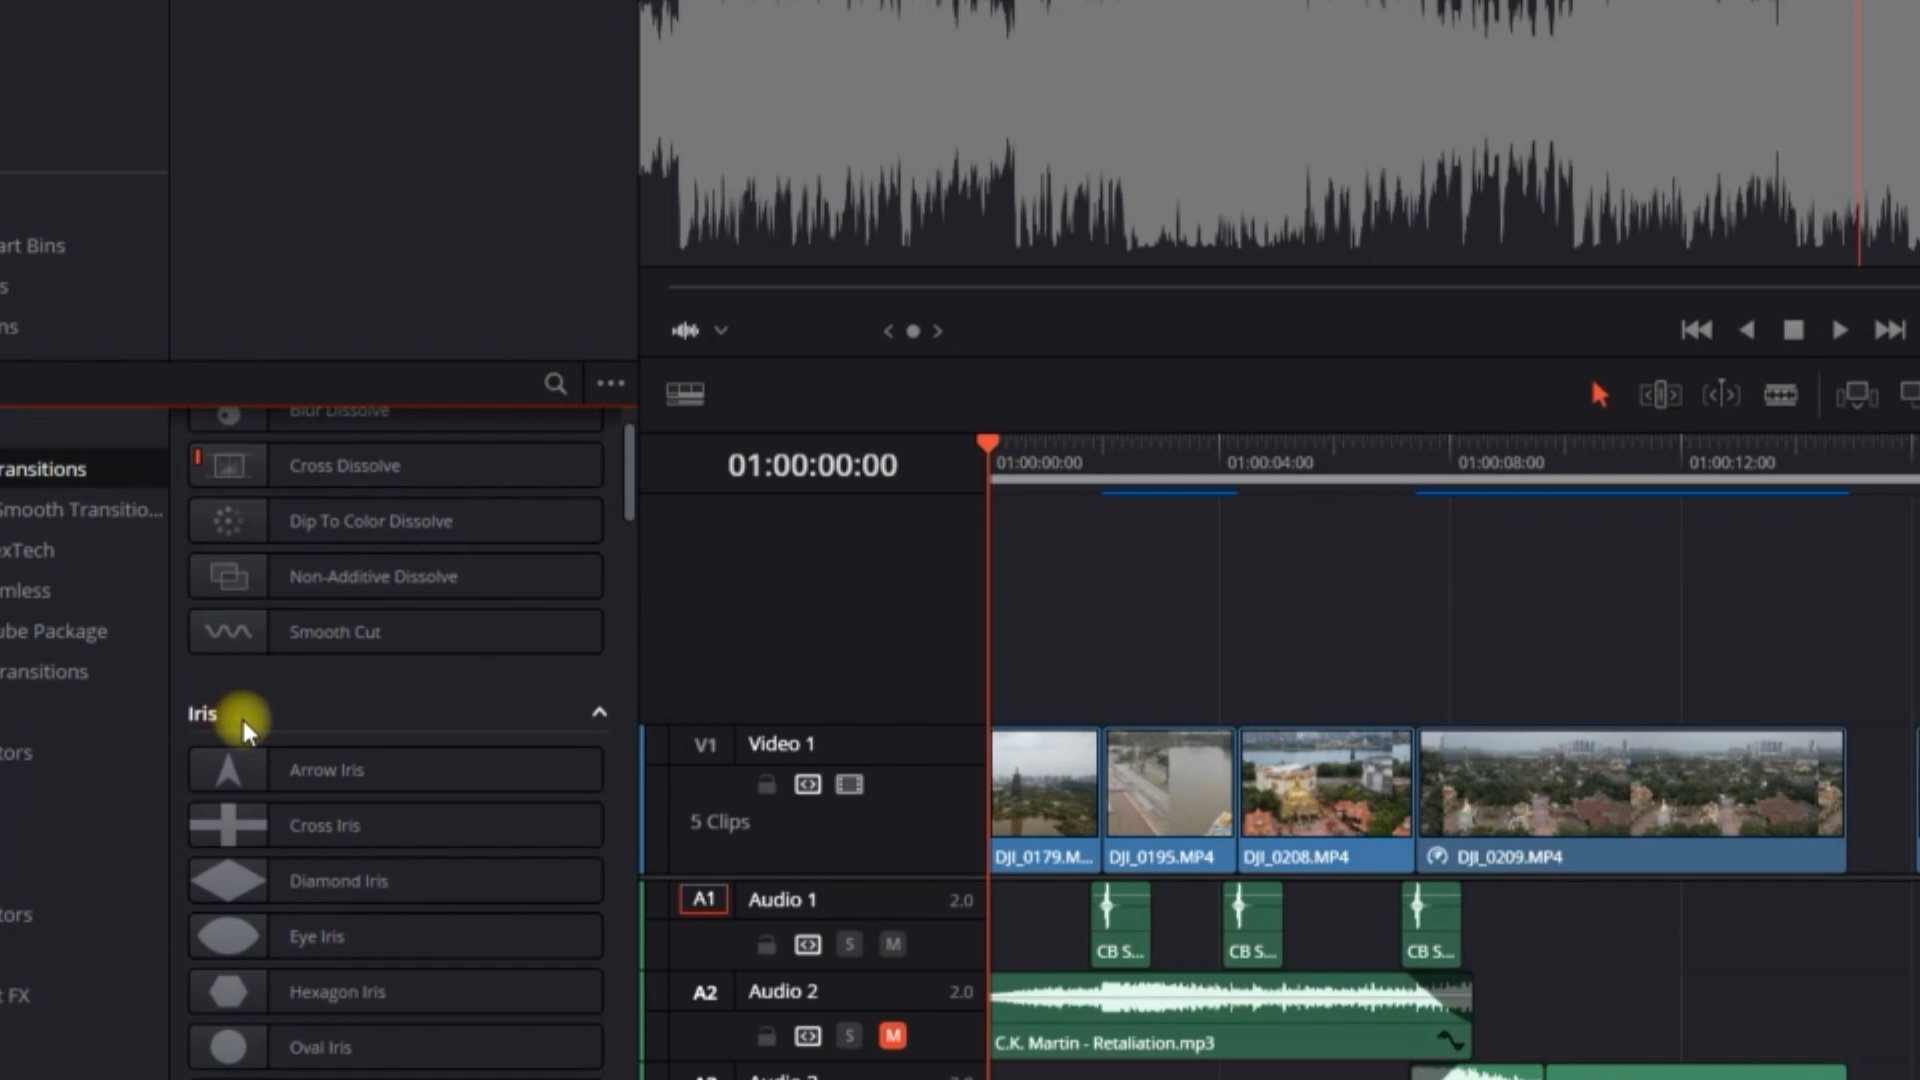 art Bins
s
ns
Blur Dissolve
ransitions
Cross Dissolve
Smooth Transitio...
Dip To Color Dissolve
exTech
Non-Additive Dissolve
mless
Smooth Cut
ube Package
ransitions
Iris
tors
Arrow Iris
Cross Iris
Diamond Iris
tors
Eye Iris
t FX
Hexagon Iris
Oval Iris
01:00:00:00
01:00:00:00 01:00:04:00 01:00:08:00 01:00:12:00
V1 Video 1
5 Clips
DJI_0179.M... DJI_0195.MP4 DJI_0208.MP4 DJI_0209.MP4
A1 Audio 1 2.0
S M
CB S... CB S... CB S...
A2 Audio 2 2.0
S M
C.K. Martin - Retaliation.mp3